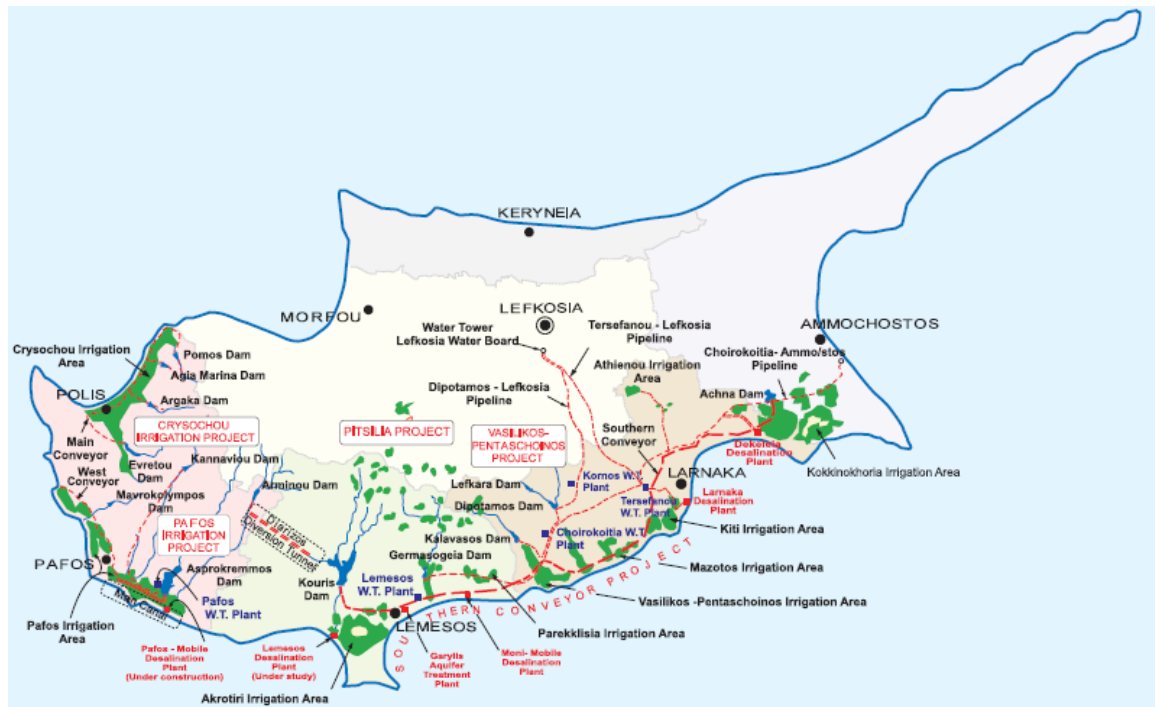 KERYNEIA
LEFKOSIA
MORFOU
Water Tower
Lefkosia Water Board
Tersefanou - Lefkosia
Pipeline
AMMOCHOSTOS
Choirokoitia- Ammo/stos
Pipeline
Athienou Irrigation
Area
Dipotamos - Lefkosia
Pipeline
Achna Dam
Crysochou Irrigation
Area
Pomos Dam
Agia Marina Dam
POLIS
Argaka Dam
CRYSOCHOU
IRRIGATION PROJECT
PITSILIA PROJECT
VASILIKOS-
PENTASCHOINOS
PROJECT
Southern
Conveyor
Dekeleia
Desalination
Plant
Kokkinokhoria Irrigation Area
Main
Conveyor
West
Conveyor
Evretou
Dam
Kannaviou Dam
Mavrokolympos
Dam
Arminou Dam
Lefkara Dam
Kornos W.T.
Plant
LARNAKA
Larnaka
Desalination
Plant
Dipotamos Dam
Tersefanou
W.T. Plant
PAFOS
IRRIGATION
PROJECT
Diarizos
Diversion Tunnel
Kalavasos Dam
Choirokoitia W.T
Plant
Kiti Irrigation Area
Germasogeia Dam
PAFOS
Asprokremmos
Dam
Kouris
Dam
Lemesos
W.T. Plant
Mazotos Irrigation Area
Pafos
W.T. Plant
Main Canal
Vasilikos -Pentaschoinos Irrigation Area
LEMESOS
SOUTHERN CONVEYOR PROJECT
Parekklisia Irrigation Area
Pafos Irrigation
Area
Pafos - Mobile
Desalination
Plant
(Under construction)
Lemesos
Desalination
Plant
(Under study)
Garyllis
Aquifer
Treatment
Plant
Moni- Mobile
Desalination Plant
Akrotiri Irrigation Area